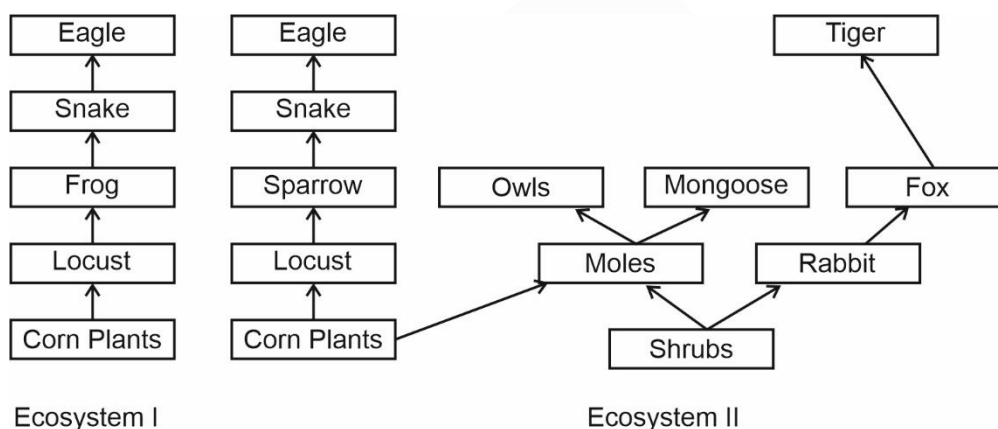 Eagle
Eagle
Tiger
Snake
Snake
Frog
Sparrow
Owls
Mongoose
Fox
Locust
Locust
Moles
Rabbit
Corn Plants
Corn Plants
Shrubs
Ecosystem I
Ecosystem II